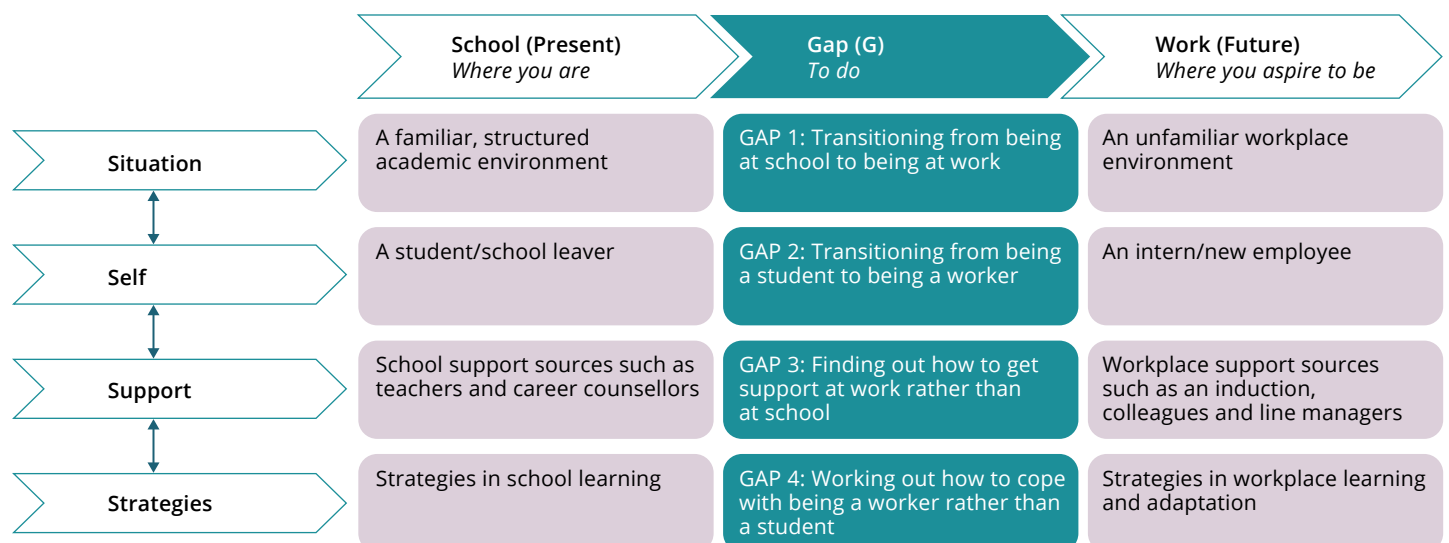 School (Present)
Where you are
Gap (G)
To do
Work (Future)
Where you aspire to be
Situation
A familiar, structured
academic environment
GAP 1: Transitioning from being
at school to being at work
An unfamiliar workplace
environment
Self
A student/school leaver
GAP 2: Transitioning from being
a student to being a worker
An intern/new employee
Support
School support sources such as
teachers and career counsellors
GAP 3: Finding out how to get
support at work rather than
at school
Workplace support sources
such as an induction,
colleagues and line managers
Strategies
Strategies in school learning
GAP 4: Working out how to cope
with being a worker rather than
a student
Strategies in workplace learning
and adaptation